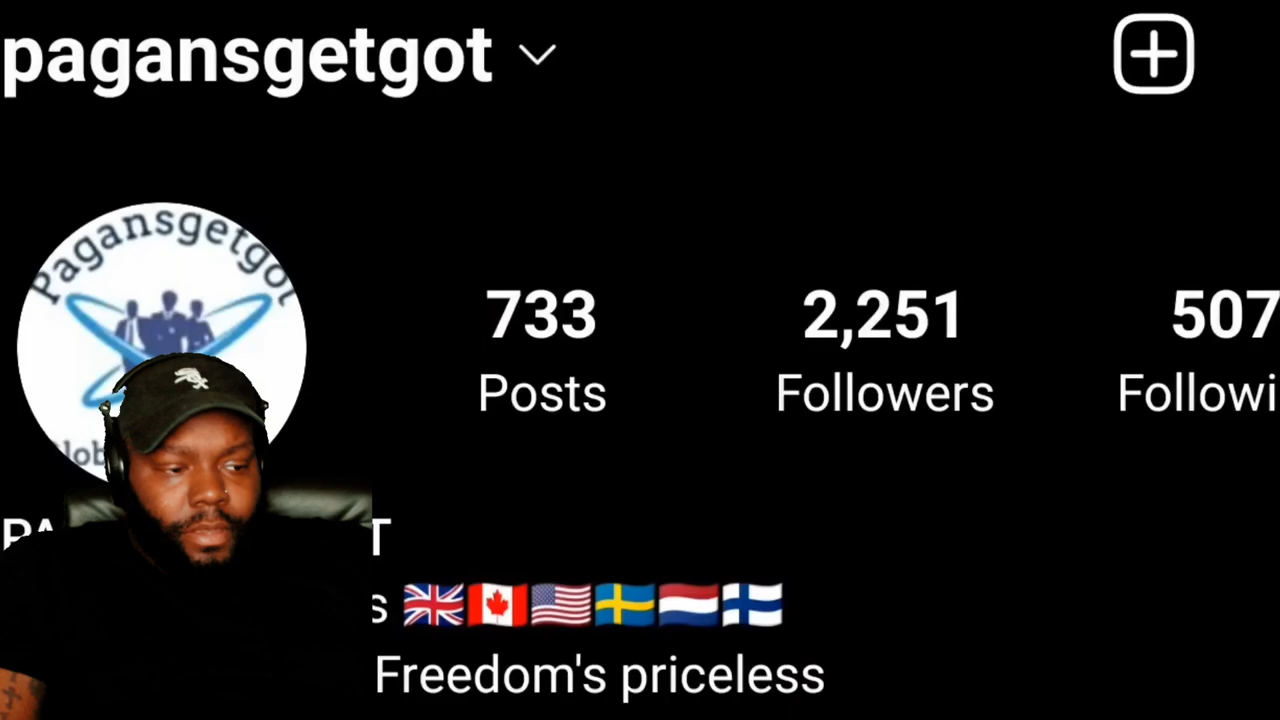 pagansgetgot
Pagansgetgot
733
2,251
507
Posts
Followers
Followi
Freedom's priceless